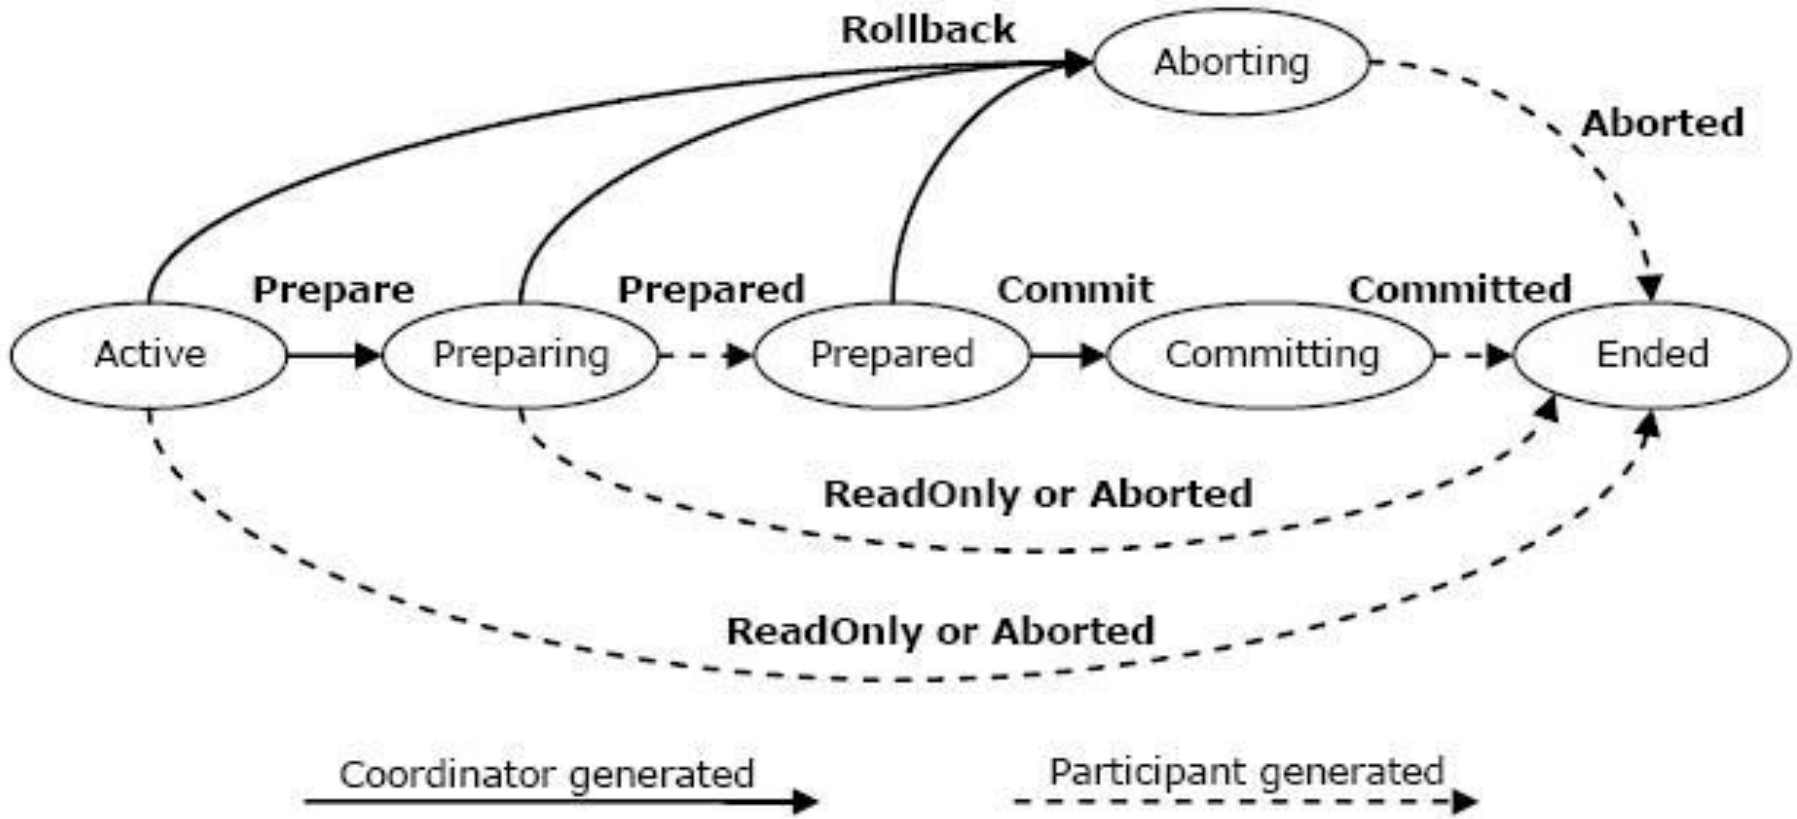 Rollback
Aborting
Aborted
Prepare
Prepared
Commit
Committed
Active
Preparing
Prepared
Committing
Ended
ReadOnly or Aborted
ReadOnly or Aborted
Coordinator generated
Participant generated